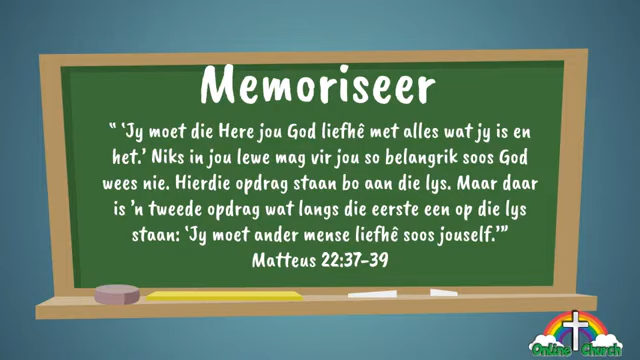 Memoriseer
“ ‘Jy moet die Here jou God liefhê met alles wat jy is en
het.’ Niks in jou lewe mag vir jou so belangrik soos God
wees nie. Hierdie opdrag staan bo aan die lys. Maar daar
is ’n tweede opdrag wat langs die eerste een op die lys
staan: ‘Jy moet ander mense liefhê soos jouself.’”
Matteus 22:37-39
Online Church